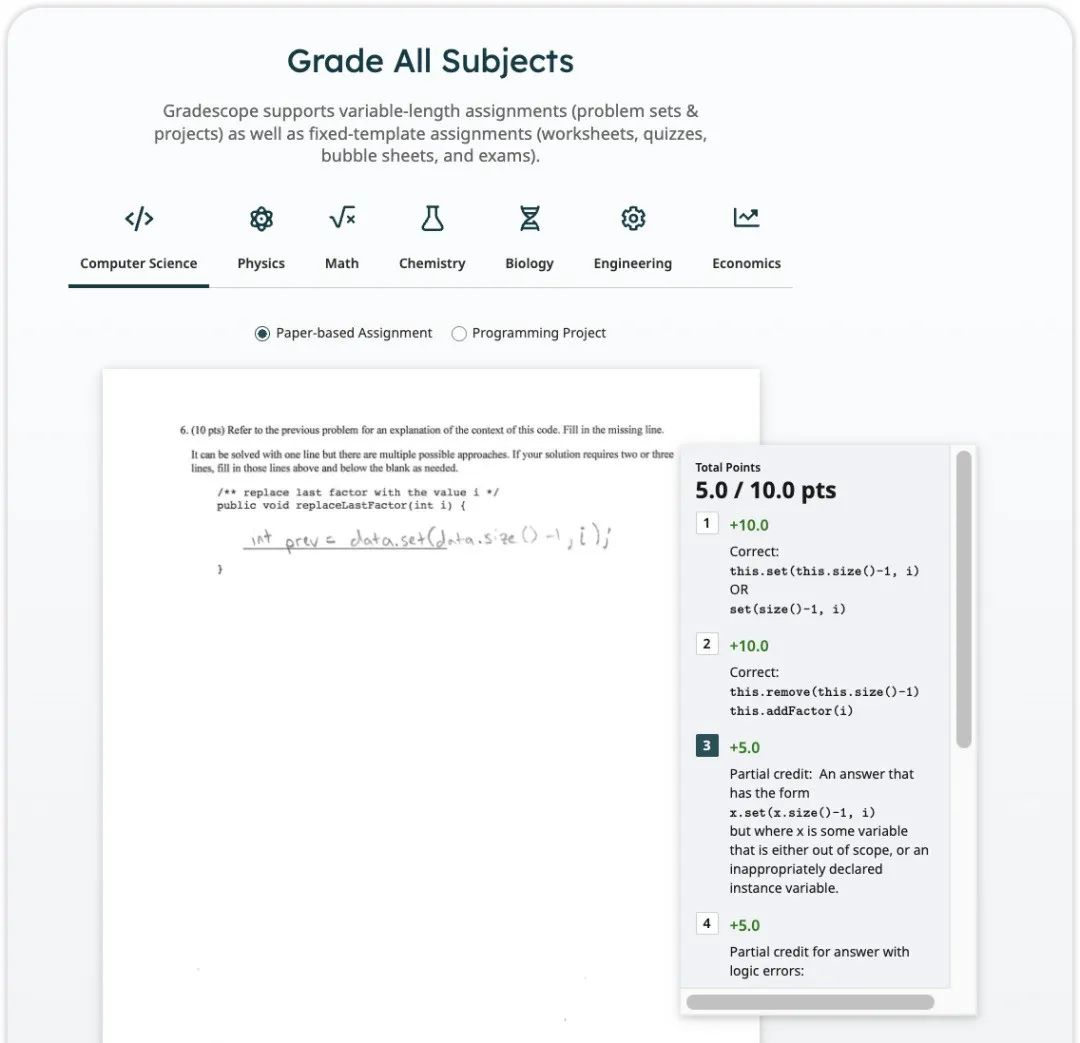 Grade All Subjects
Gradescope supports variable-length assignments (problem sets &
projects) as well as fixed-template assignments (worksheets, quizzes,
bubble sheets, and exams).
Computer Science
Physics
Math
Chemistry
Biology
Engineering
Economics
Paper-based Assignment
Programming Project
6. (10 pts) Refer to the previous problem for an explanation of the context of this code. Fill in the missing line.
It can be solved with one line but there are multiple possible approaches. If your solution requires two or three
lines, fill in those lines above and below the blank as needed.
/** replace last factor with the value i */
public void replaceLastFactor(int i) {
int prev = data.set(data.size()-1,i);
}
Total Points
5.0 / 10.0 pts
1 +10.0
Correct:
this.set(this.size()-1, i)
OR
set(size()-1, i)
2 +10.0
Correct:
this.remove(this.size()-1)
this.addFactor(i)
3 +5.0
Partial credit: An answer that
has the form
x.set(x.size()-1, i)
but where x is some variable
that is either out of scope, or an
inappropriately declared
instance variable.
4 +5.0
Partial credit for answer with
logic errors: